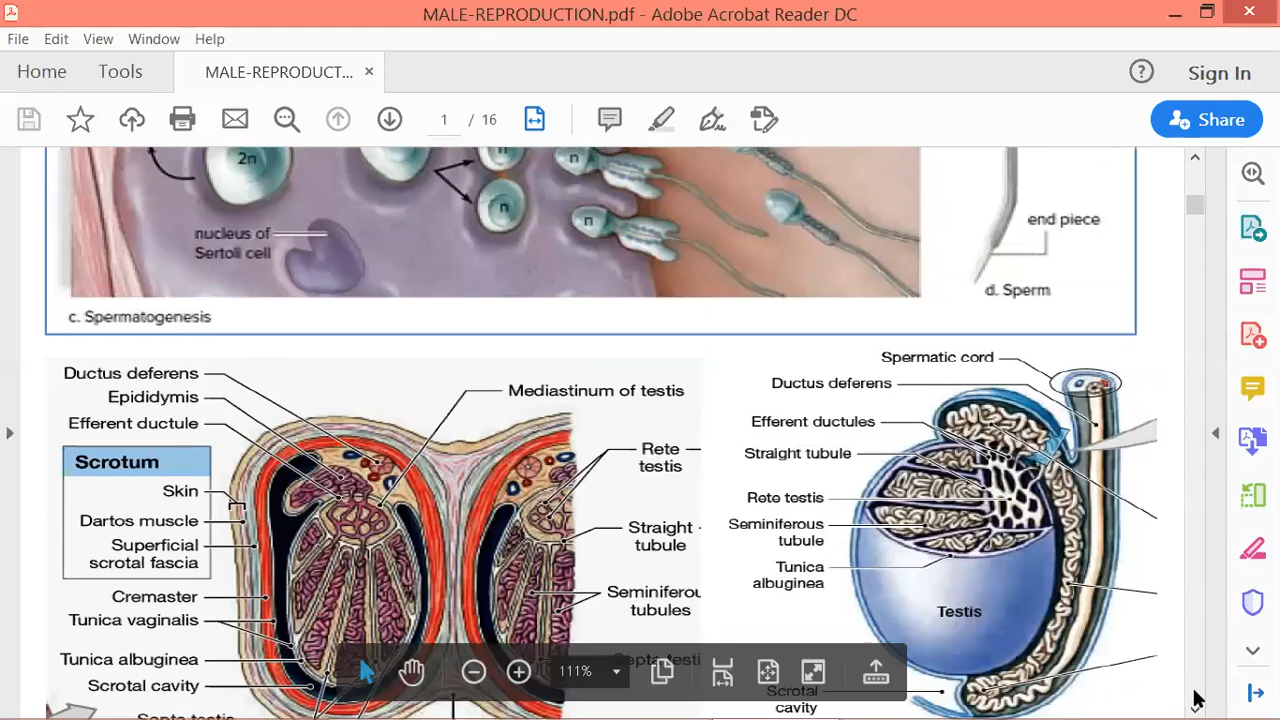 MALE-REPRODUCTION.pdf - Adobe Acrobat Reader DC
File Edit View Window Help
Home Tools MALE-REPRODUCT... × Sign In
1 / 16 Share
2n
n
n
n
nucleus of
Sertoli cell
end piece
d. Sperm
c. Spermatogenesis
Ductus deferens
Epididymis
Efferent ductule
Scrotum
Skin
Dartos muscle
Superficial
scrotal fascia
Cremaster
Tunica vaginalis
Tunica albuginea
Scrotal cavity
Septa testis
Mediastinum of testis
Rete
testis
Straight
tubule
Seminiferou
tubules
Septa testi
Spermatic cord
Ductus deferens
Efferent ductules
Straight tubule
Rete testis
Seminiferous
tubule
Tunica
albuginea
Testis
Scrotal
cavity
111%